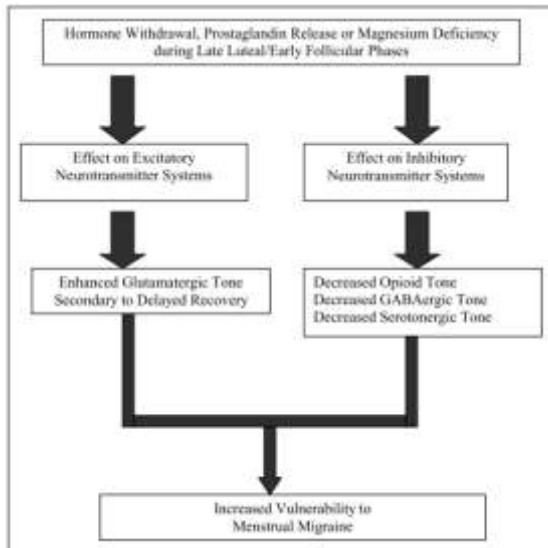 Hormone Withdrawal, Prostaglandin Release or Magnesium Deficiency
during Late Luteal/Early Follicular Phases
Effect on Excitatory
Neurotransmitter Systems
Effect on Inhibitory
Neurotransmitter Systems
Enhanced Glutamatergic Tone
Secondary to Delayed Recovery
Decreased Opioid Tone
Decreased GABAergic Tone
Decreased Serotonergic Tone
Increased Vulnerability to
Menstrual Migraine